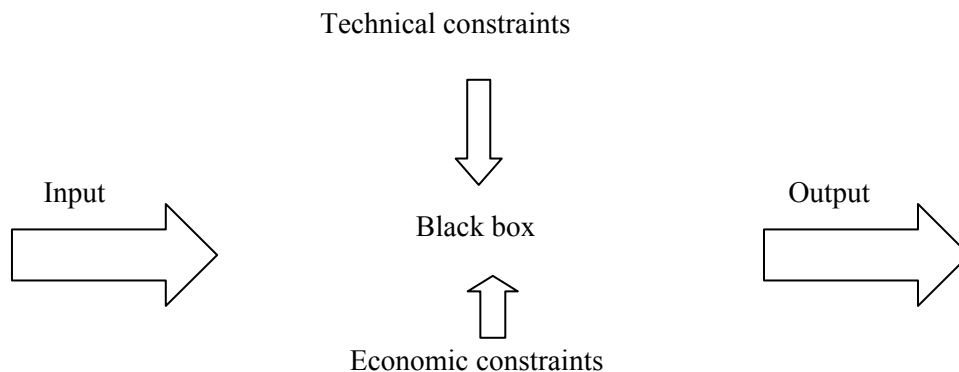 Technical constraints
Input
Output
Black box
Economic constraints